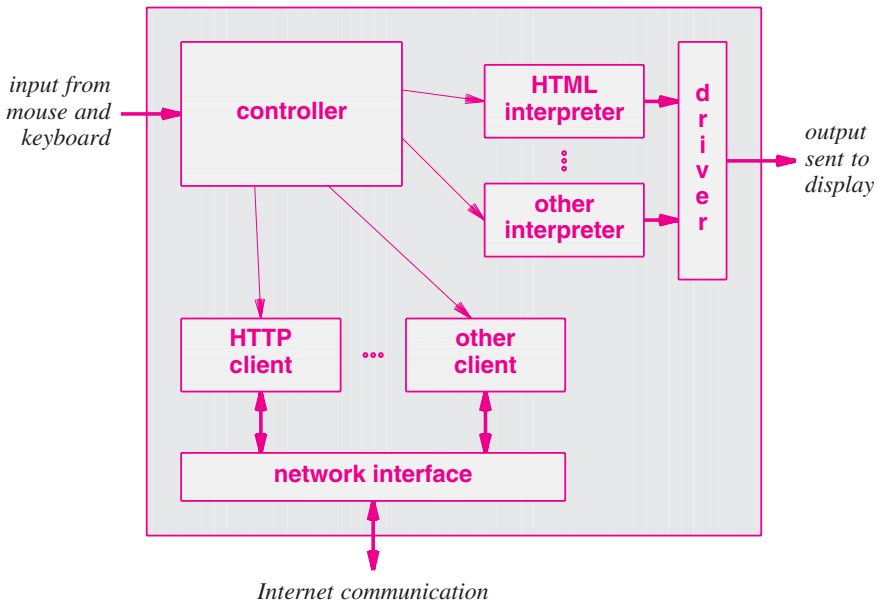 input from
mouse and
keyboard
controller
HTML
interpreter
other
interpreter
driver
output
sent to
display
HTTP
client
other
client
network interface
Internet communication